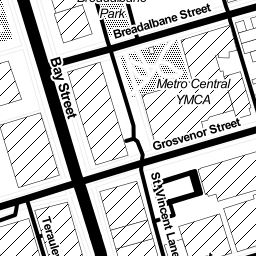 Park
Breadalbane Street
Bay Street
Metro Central
YMCA
Grosvenor Street
St. Vincent Lane